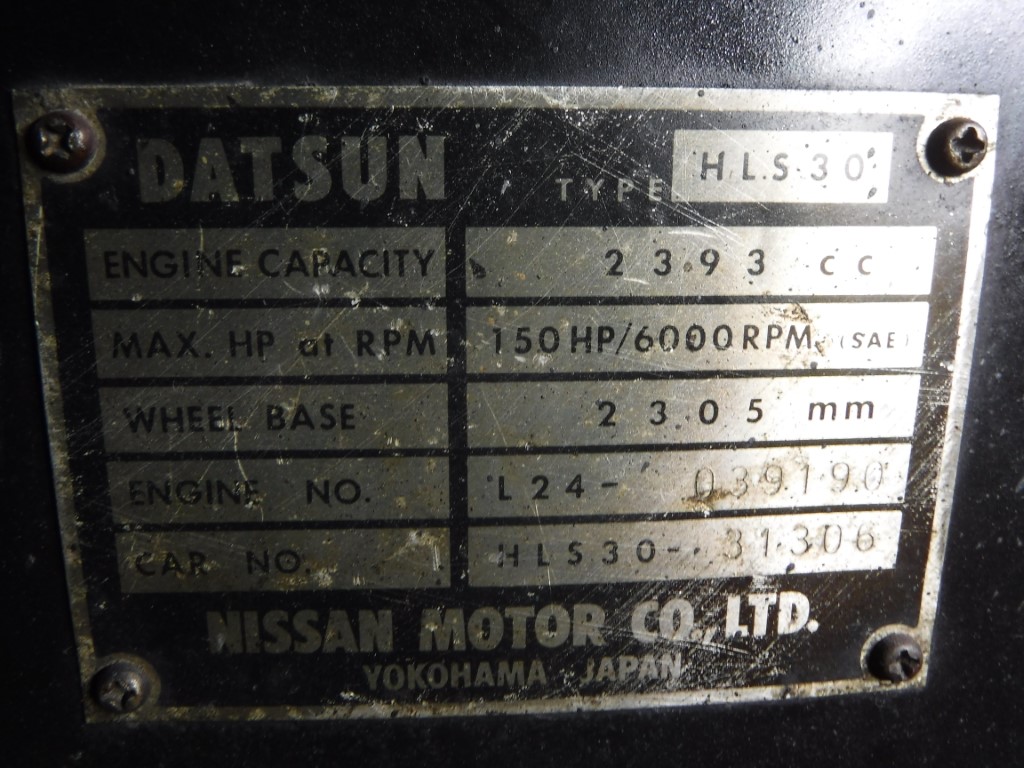 DATSUN TYPE HLS30
ENGINE CAPACITY 2393 cc
MAX. HP at RPM 150HP/6000RPM (SAE)
WHEEL BASE 2305 mm
ENGINE NO. L24- 039190
CAR NO. HLS30- 31306
NISSAN MOTOR CO., LTD.
YOKOHAMA JAPAN